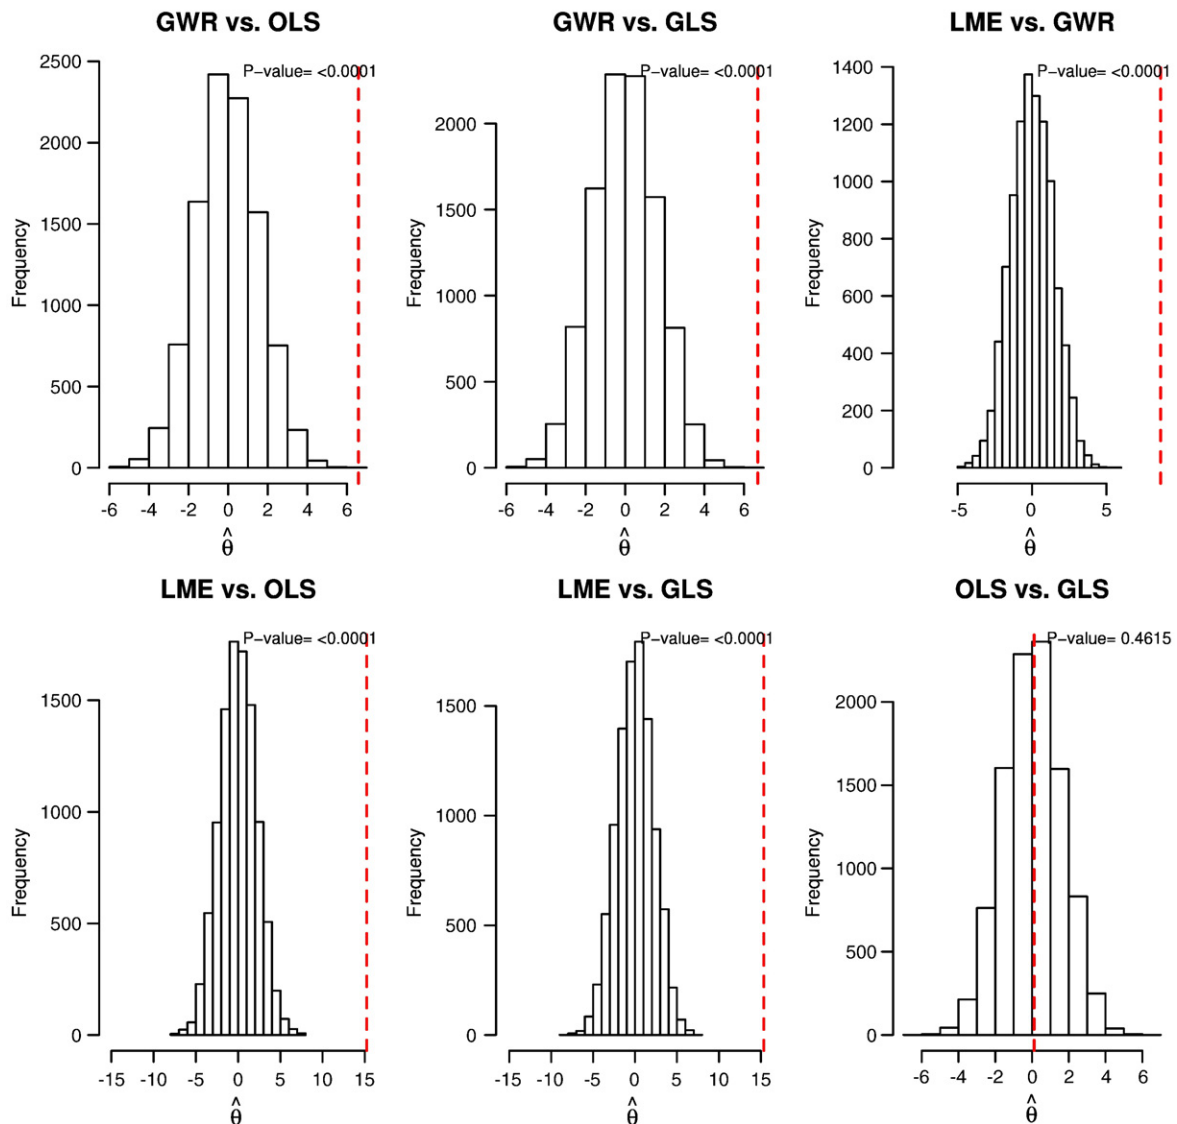 GWR vs. OLS
P-value= <0.0001
Frequency
2500
2000
1500
1000
500
0
-6 -4 -2 0 2 4 6
θ̂
GWR vs. GLS
P-value= <0.0001
Frequency
2000
1500
1000
500
0
-6 -4 -2 0 2 4 6
θ̂
LME vs. GWR
P-value= <0.0001
Frequency
1400
1200
1000
800
600
400
200
0
-5 0 5
θ̂
LME vs. OLS
P-value= <0.0001
Frequency
1500
1000
500
0
-15 -10 -5 0 5 10 15
θ̂
LME vs. GLS
P-value= <0.0001
Frequency
1500
1000
500
0
-15 -10 -5 0 5 10 15
θ̂
OLS vs. GLS
P-value= 0.4615
Frequency
2000
1500
1000
500
0
-6 -4 -2 0 2 4 6
θ̂